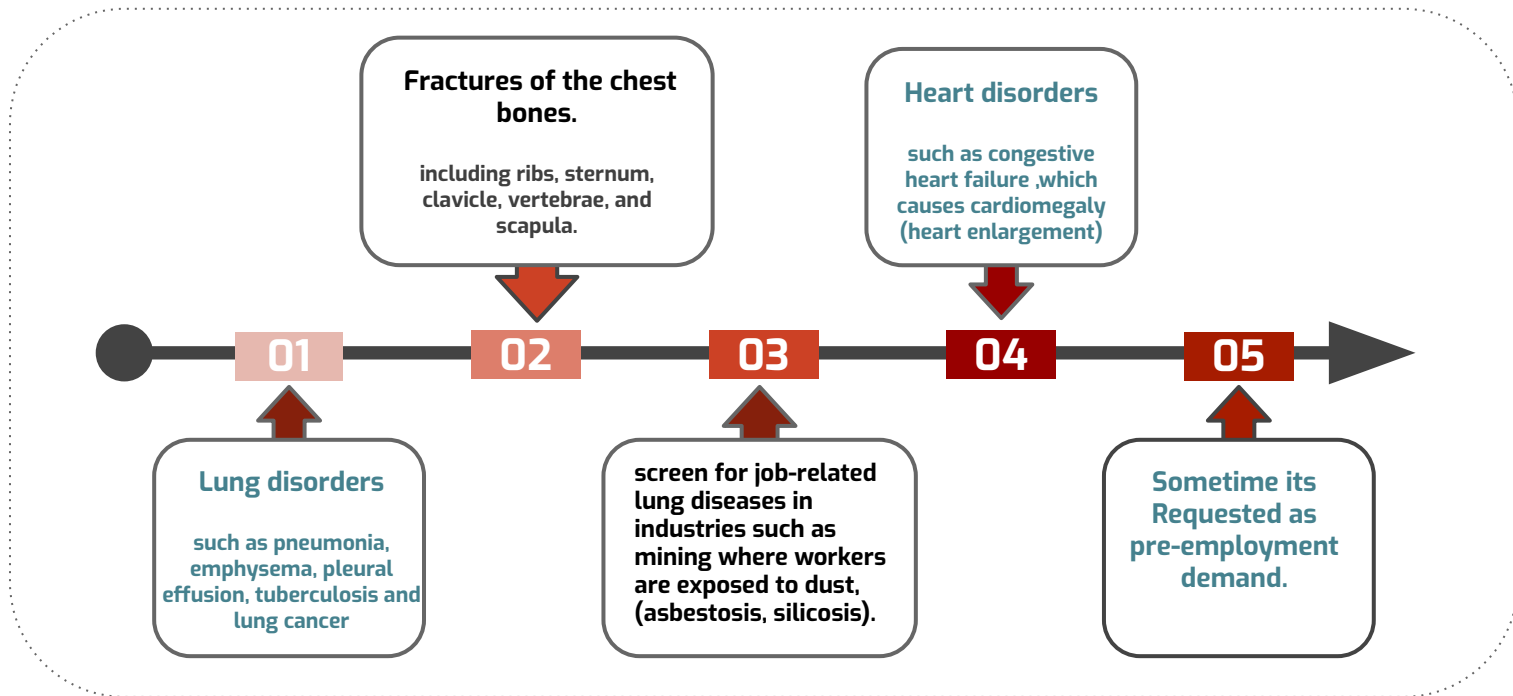 Fractures of the chest
bones.
including ribs, sternum,
clavicle, vertebrae, and
scapula.
Heart disorders
such as congestive
heart failure ,which
causes cardiomegaly
(heart enlargement)
01
02
03
04
05
Lung disorders
such as pneumonia,
emphysema, pleural
effusion, tuberculosis and
lung cancer
screen for job-related
lung diseases in
industries such as
mining where workers
are exposed to dust,
(asbestosis, silicosis).
Sometime its
Requested as
pre-employment
demand.